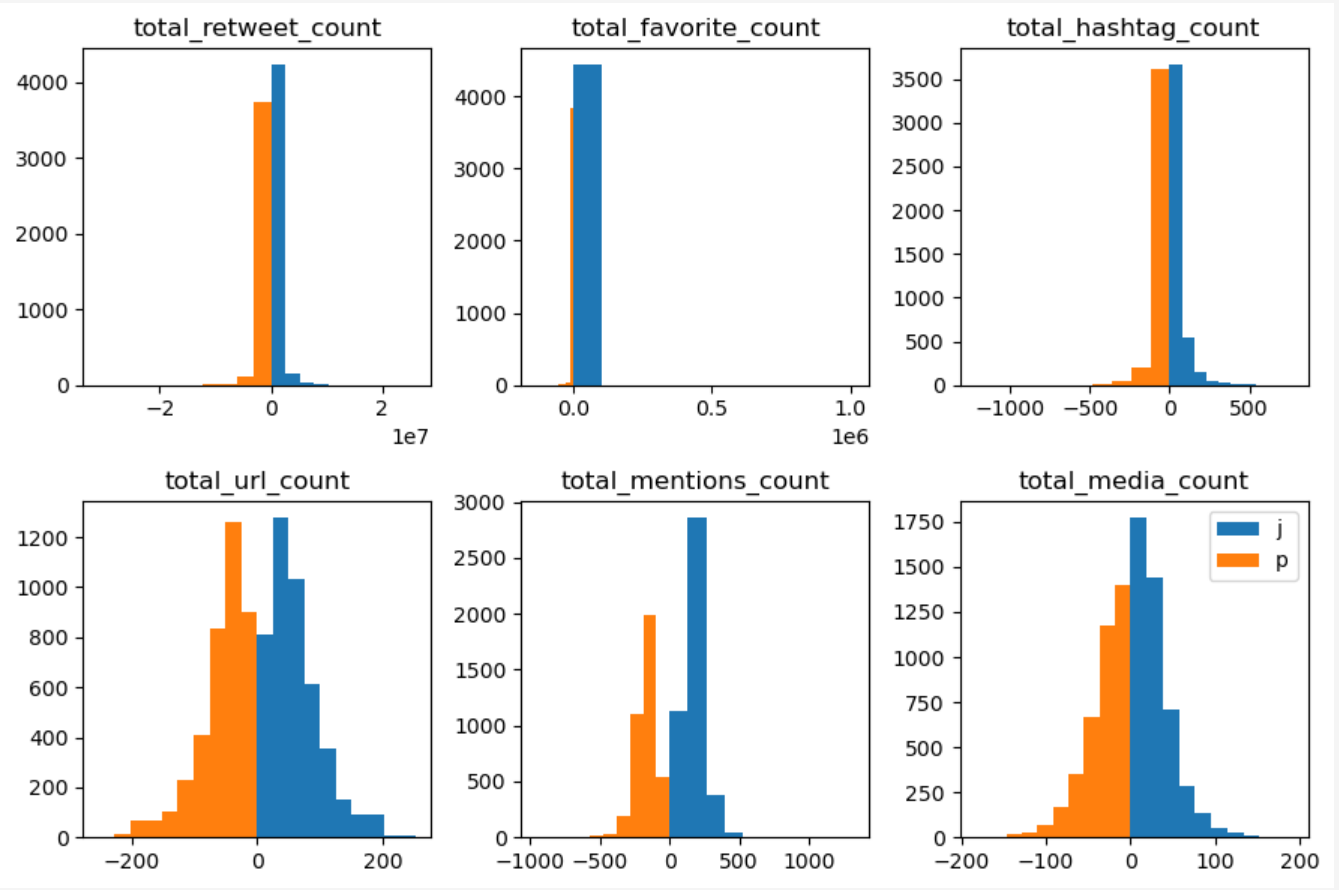 total_retweet_count
4000
3000
2000
1000
0
−2 0 2
1e7
total_favorite_count
4000
3000
2000
1000
0
0.0 0.5 1.0
1e6
total_hashtag_count
3500
3000
2500
2000
1500
1000
500
0
−1000 −500 0 500
total_url_count
1200
1000
800
600
400
200
0
−200 0 200
total_mentions_count
3000
2500
2000
1500
1000
500
0
−1000 −500 0 500 1000
total_media_count
1750
1500
1250
1000
750
500
250
0
−200 −100 0 100 200
j
p